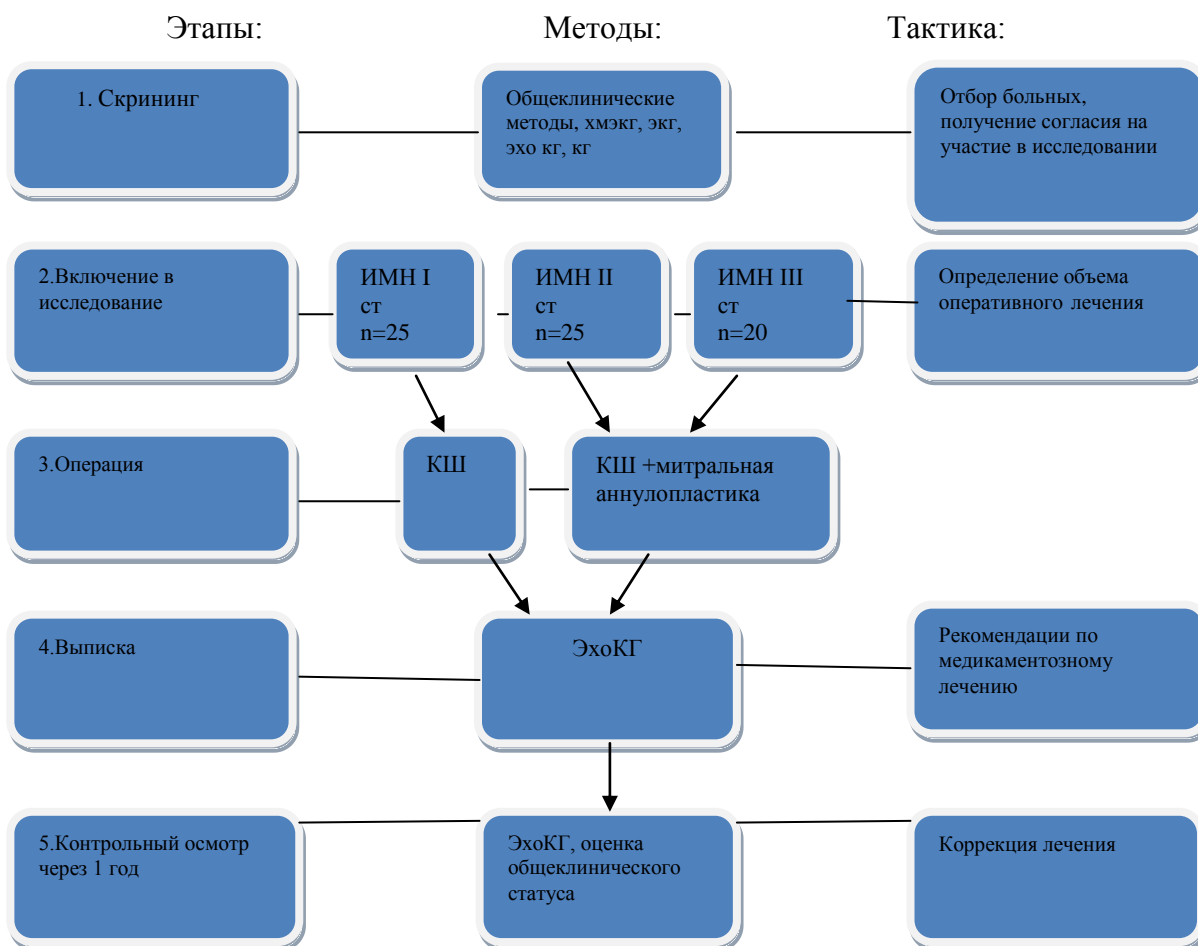 Этапы:
Методы:
Тактика:
1. Скрининг
Общеклинические
методы, хмэкг, экг,
эхо кг, кг
Отбор больных,
получение согласия на
участие в исследовании
2.Включение в
исследование
ИМН I
ст
n=25
ИМН II
ст
n=25
ИМН III
ст
n=20
Определение объема
оперативного лечения
3.Операция
КШ
КШ +митральная
аннулопластика
4.Выписка
ЭхоКГ
Рекомендации по
медикаментозному
лечению
5.Контрольный осмотр
через 1 год
ЭхоКГ, оценка
общеклинического
статуса
Коррекция лечения